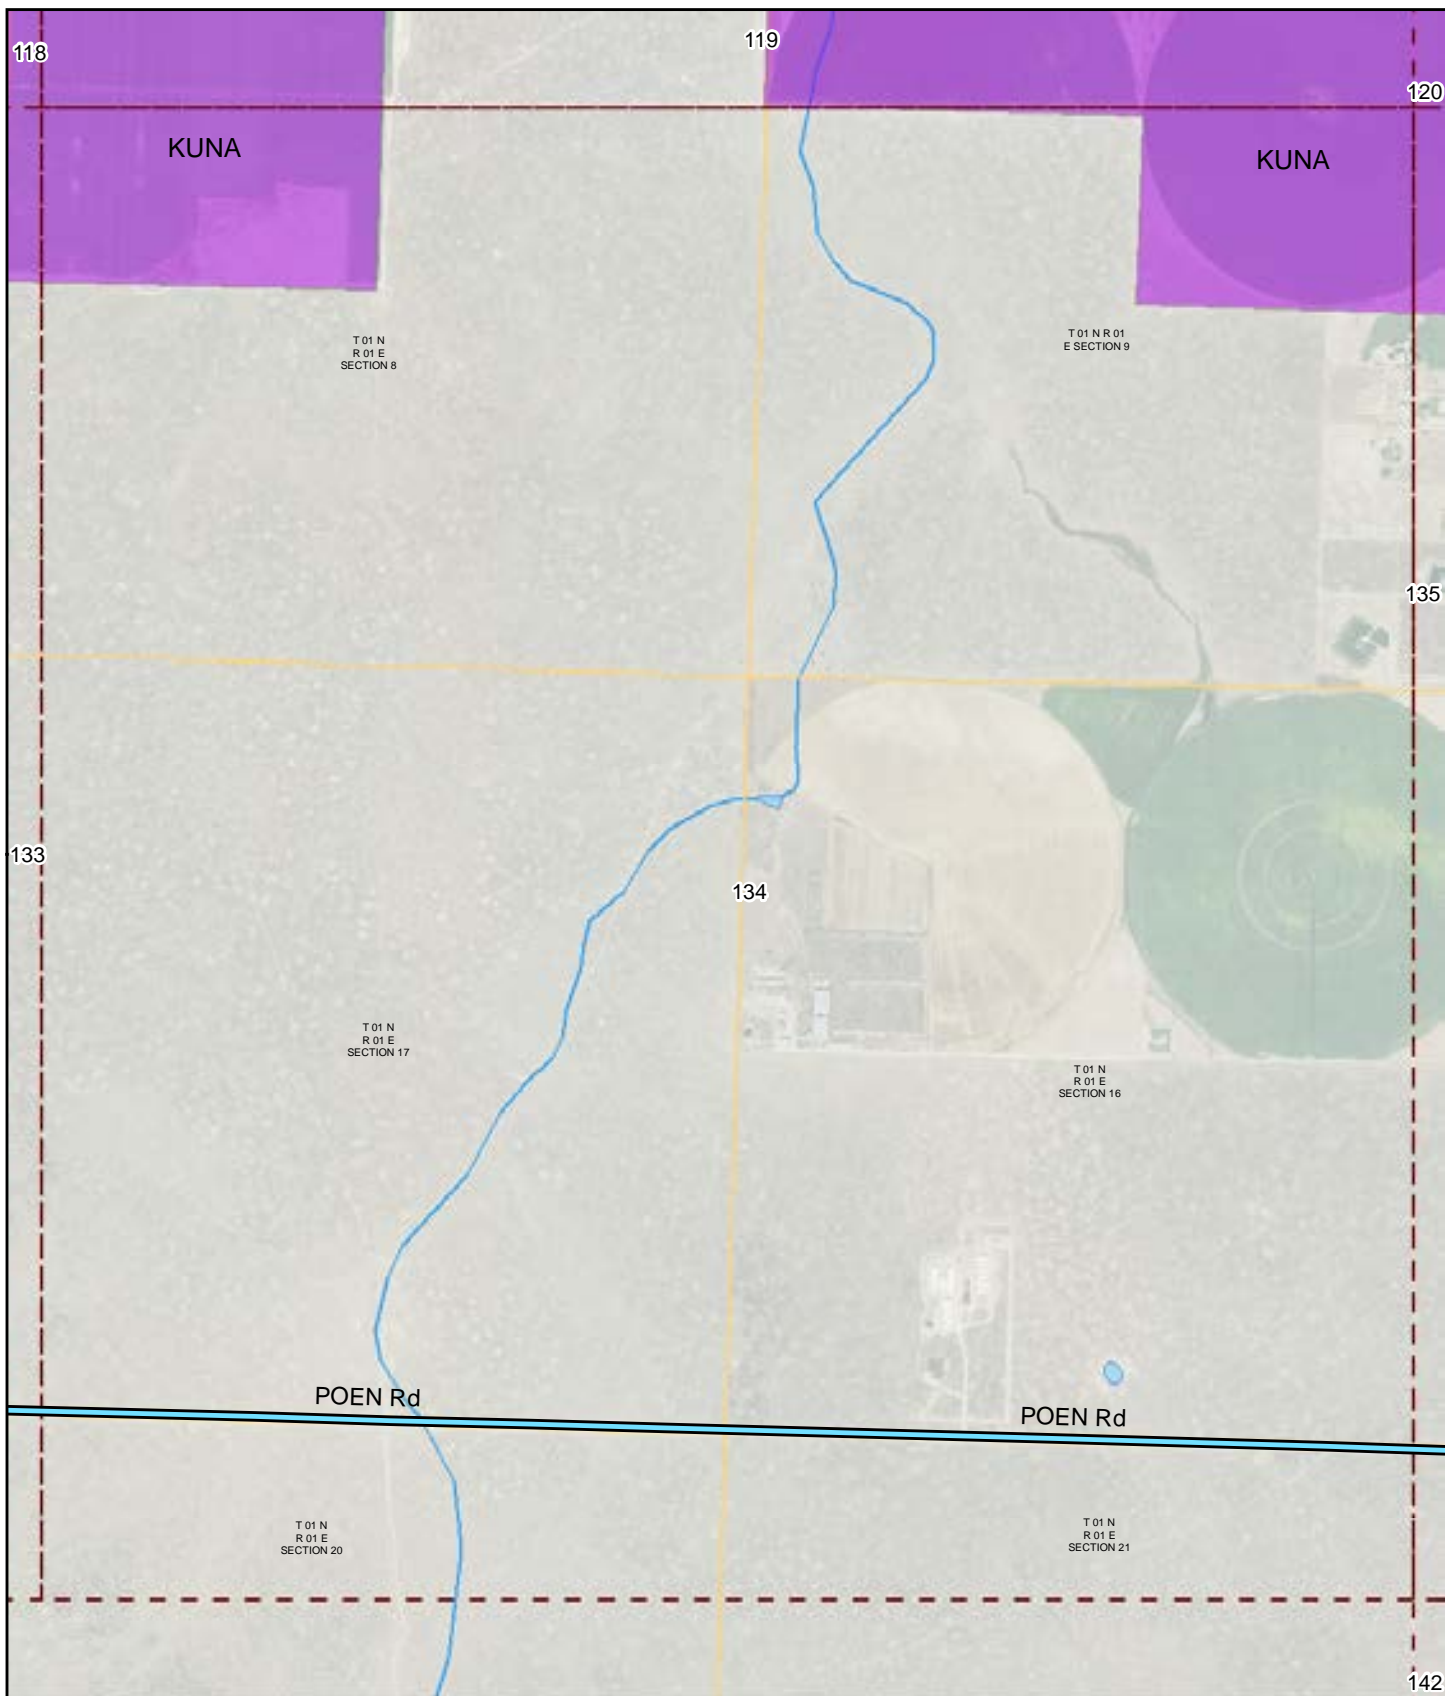 119
118
120
KUNA
KUNA
T 01 N R 01
E SECTION 9
T 01 N
R 01 E
SECTION 8
135
133
134
T 01 N
R 01 E
SECTION 17
T 01 N
R 01 E
SECTION 16
POEN Rd
POEN Rd
T 01 N
R 01 E
SECTION 20
T 01 N
R 01 E
SECTION 21
142